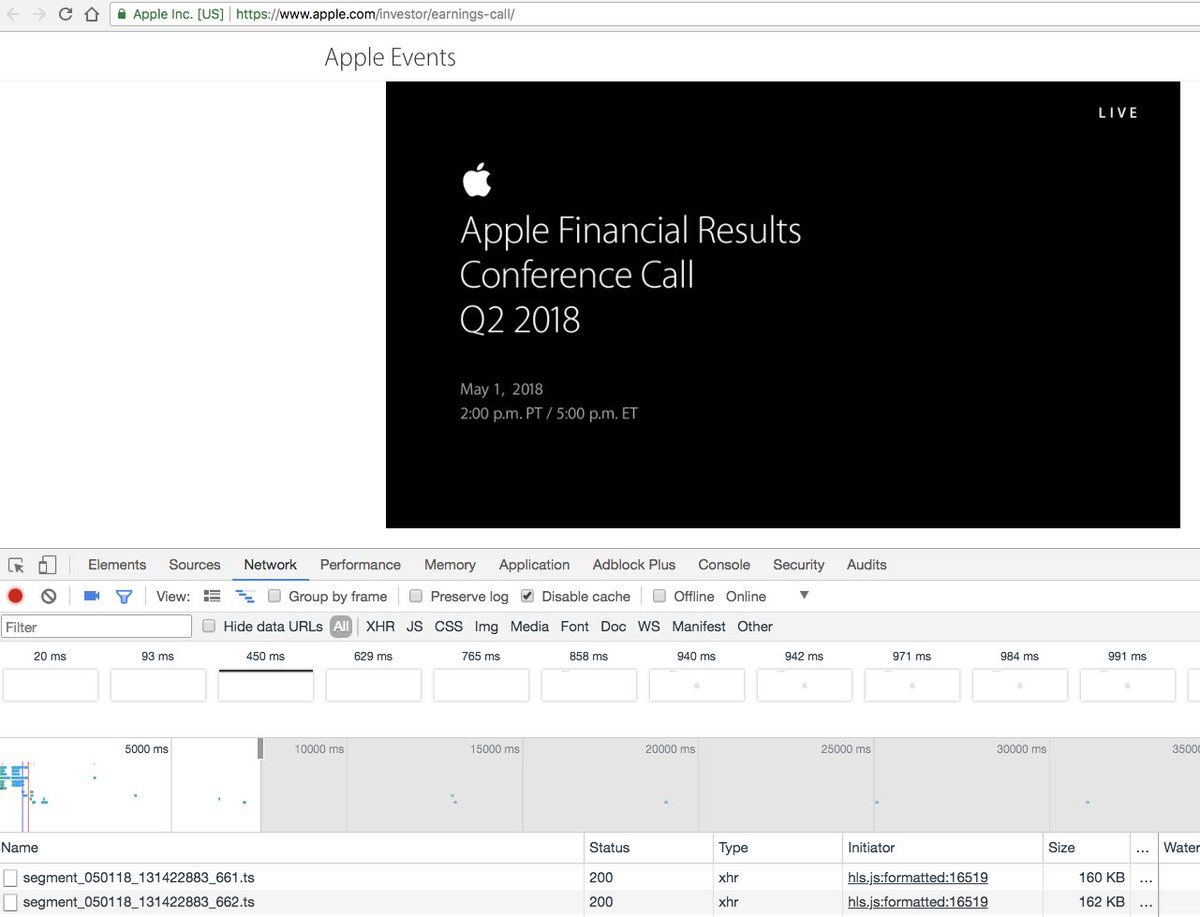 Apple Inc. [US] https://www.apple.com/investor/earnings-call/
Apple Events
LIVE
Apple Financial Results
Conference Call
Q2 2018
May 1, 2018
2:00 p.m. PT / 5:00 p.m. ET
Elements Sources Network Performance Memory Application Adblock Plus Console Security Audits
View: Group by frame Preserve log Disable cache Offline Online
Filter Hide data URLs All XHR JS CSS Img Media Font Doc WS Manifest Other
20 ms 93 ms 450 ms 629 ms 765 ms 858 ms 940 ms 942 ms 971 ms 984 ms 991 ms
5000 ms 10000 ms 15000 ms 20000 ms 25000 ms 30000 ms 35000
Name Status Type Initiator Size ... Water
segment_050118_131422883_661.ts 200 xhr hls.js:formatted:16519 160 KB ...
segment_050118_131422883_662.ts 200 xhr hls.js:formatted:16519 162 KB ...